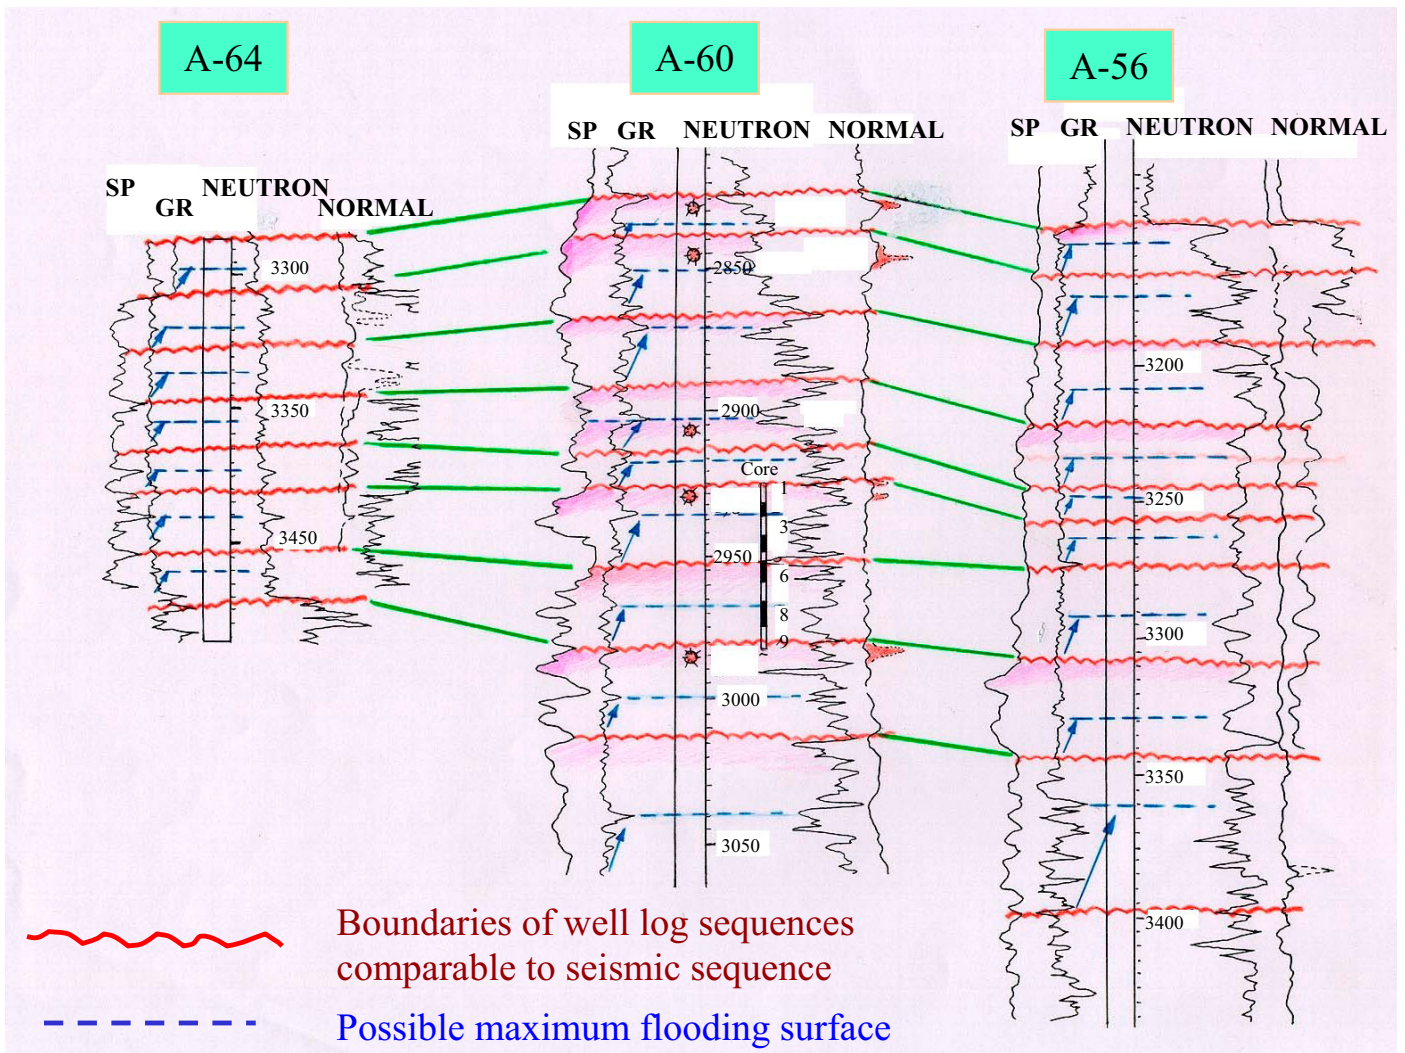 A-64
A-60
A-56
SP GR NEUTRON NORMAL
SP GR NEUTRON NORMAL
SP GR NEUTRON NORMAL
3300
3350
3450
2850
2900
Core
1
3
2950
6
8
9
3000
3050
3200
3250
3300
3350
3400
Boundaries of well log sequences
comparable to seismic sequence
Possible maximum flooding surface